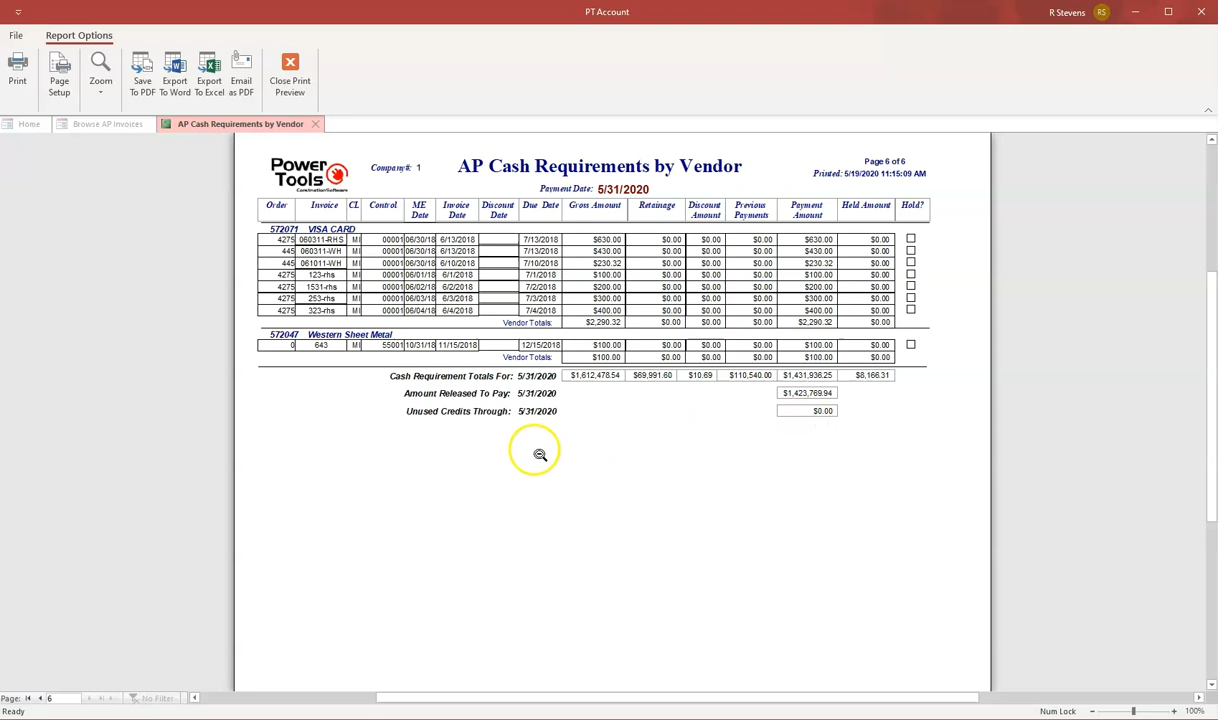 PT Account
R Stevens RS
File Report Options
Print Page Setup Zoom Save To PDF Export To Word Export To Excel Email as PDF Close Print Preview
Home Browse AP Invoices AP Cash Requirements by Vendor
Power Tools Construction Software Company#: 1 AP Cash Requirements by Vendor Page 6 of 6
Printed: 5/19/2020 11:15:09 AM
Payment Date: 5/31/2020
Order Invoice CL Control ME Date Invoice Date Discount Date Due Date Gross Amount Retainage Discount Amount Previous Payments Payment Amount Held Amount Hold?
572071 VISA CARD
4275 060311-RHS MI 00001 06/30/18 6/13/2018 7/13/2018 $630.00 $0.00 $0.00 $0.00 $630.00 $0.00
445 060311-WH MI 00001 06/30/18 6/13/2018 7/13/2018 $430.00 $0.00 $0.00 $0.00 $430.00 $0.00
445 061011-WH MI 00001 06/30/18 6/10/2018 7/10/2018 $230.32 $0.00 $0.00 $0.00 $230.32 $0.00
4275 123-rhs MI 00001 06/01/18 6/1/2018 7/1/2018 $100.00 $0.00 $0.00 $0.00 $100.00 $0.00
4275 1531-rhs MI 00001 06/02/18 6/2/2018 7/2/2018 $200.00 $0.00 $0.00 $0.00 $200.00 $0.00
4275 253-rhs MI 00001 06/03/18 6/3/2018 7/3/2018 $300.00 $0.00 $0.00 $0.00 $300.00 $0.00
4275 323-rhs MI 00001 06/04/18 6/4/2018 7/4/2018 $400.00 $0.00 $0.00 $0.00 $400.00 $0.00
Vendor Totals: $2,290.32 $0.00 $0.00 $0.00 $2,290.32 $0.00
572047 Western Sheet Metal
0 643 MI 55001 10/31/18 11/15/2018 12/15/2018 $100.00 $0.00 $0.00 $0.00 $100.00 $0.00
Vendor Totals: $100.00 $0.00 $0.00 $0.00 $100.00 $0.00
Cash Requirement Totals For: 5/31/2020 $1,612,478.54 $69,991.60 $10.69 $110,540.00 $1,431,936.25 $8,166.31
Amount Released To Pay: 5/31/2020 $1,423,769.94
Unused Credits Through: 5/31/2020 $0.00
Page: 6 No Filter
Ready Num Lock 100%